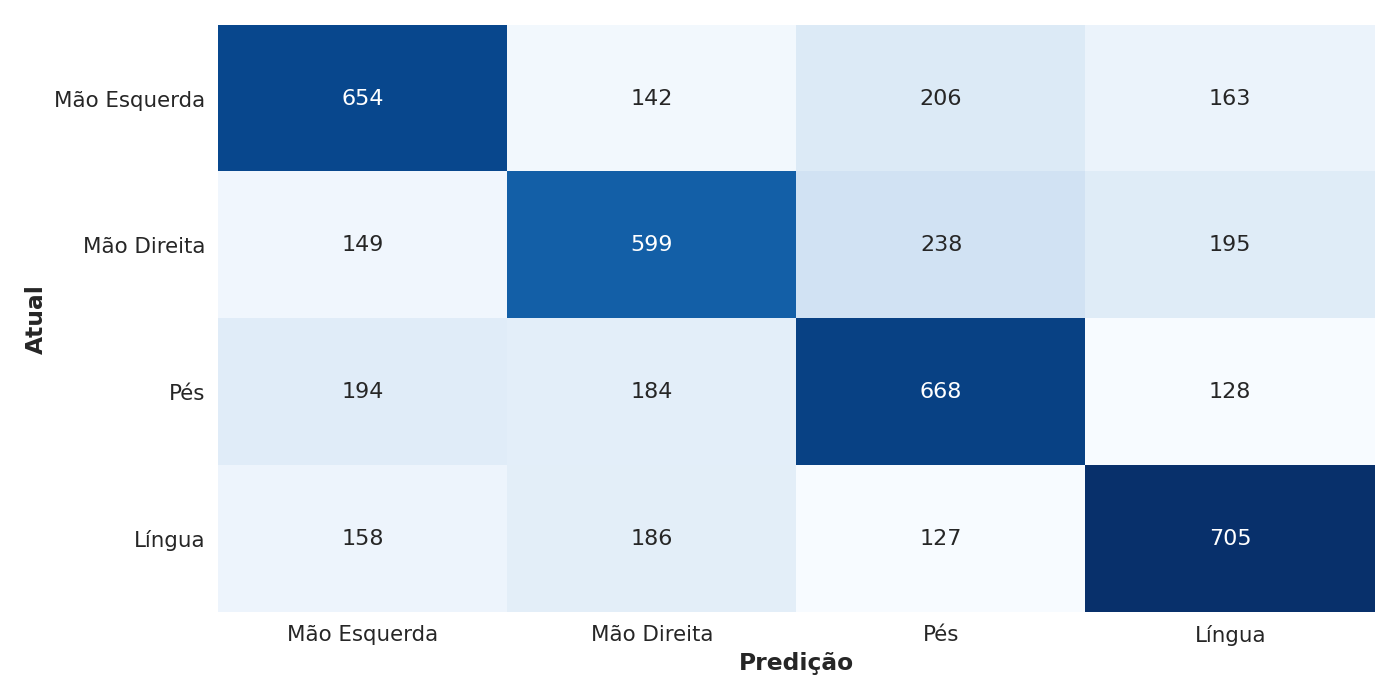 Mão Esquerda 654 142 206 163
Mão Direita 149 599 238 195
Atual
Pés 194 184 668 128
Língua 158 186 127 705
Mão Esquerda Mão Direita Pés Língua
Predição